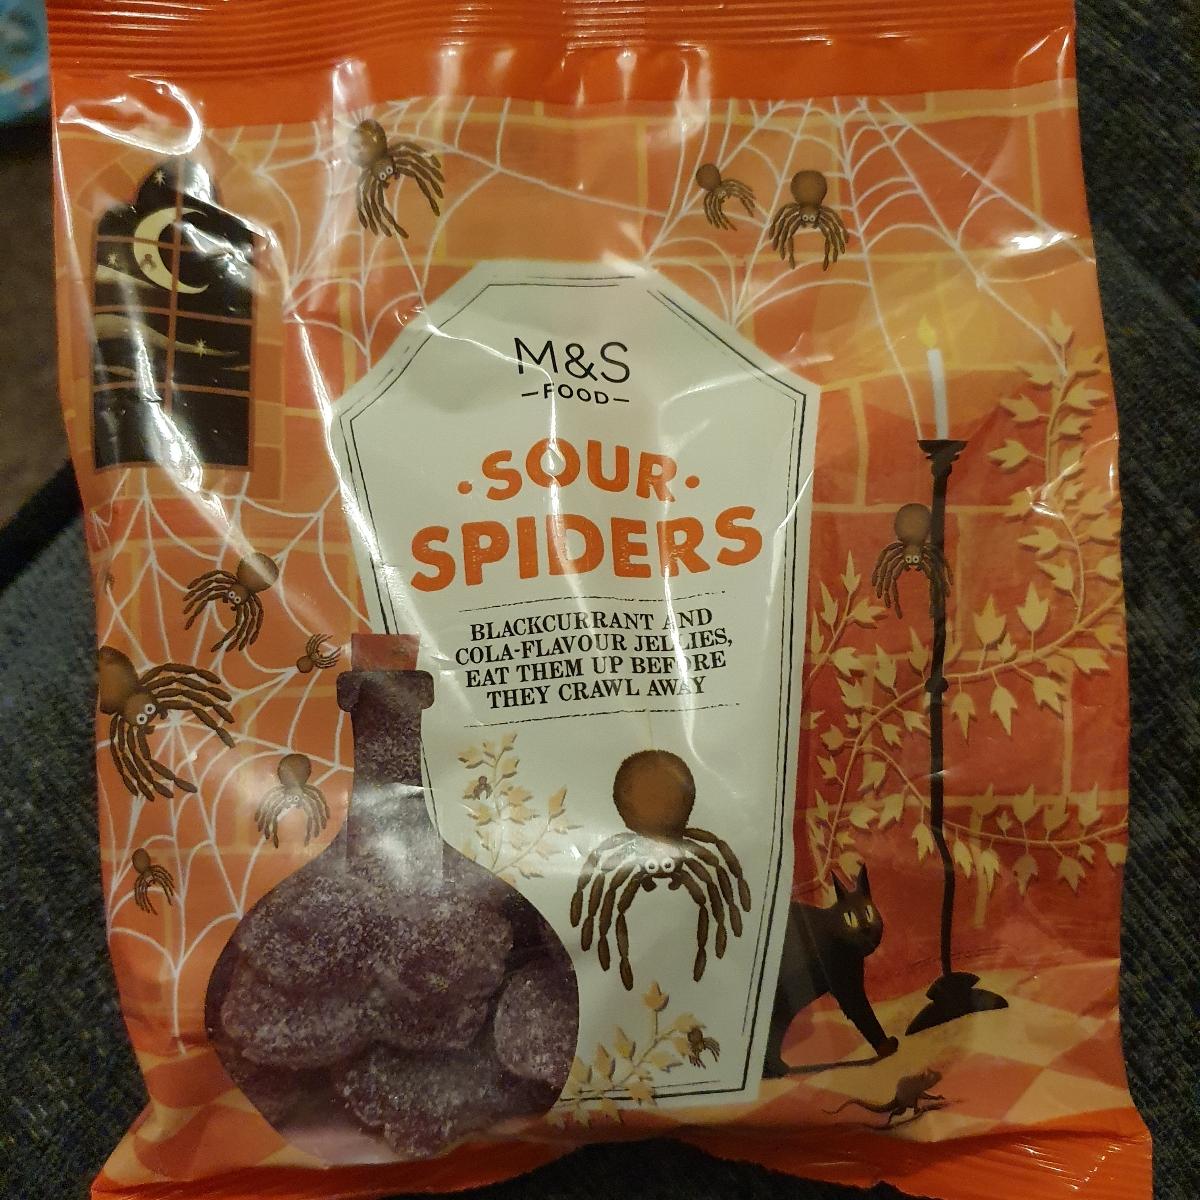 M&S
—FOOD—
·SOUR·
SPIDERS
BLACKCURRANT AND
COLA-FLAVOUR JELLIES,
EAT THEM UP BEFORE
THEY CRAWL AWAY